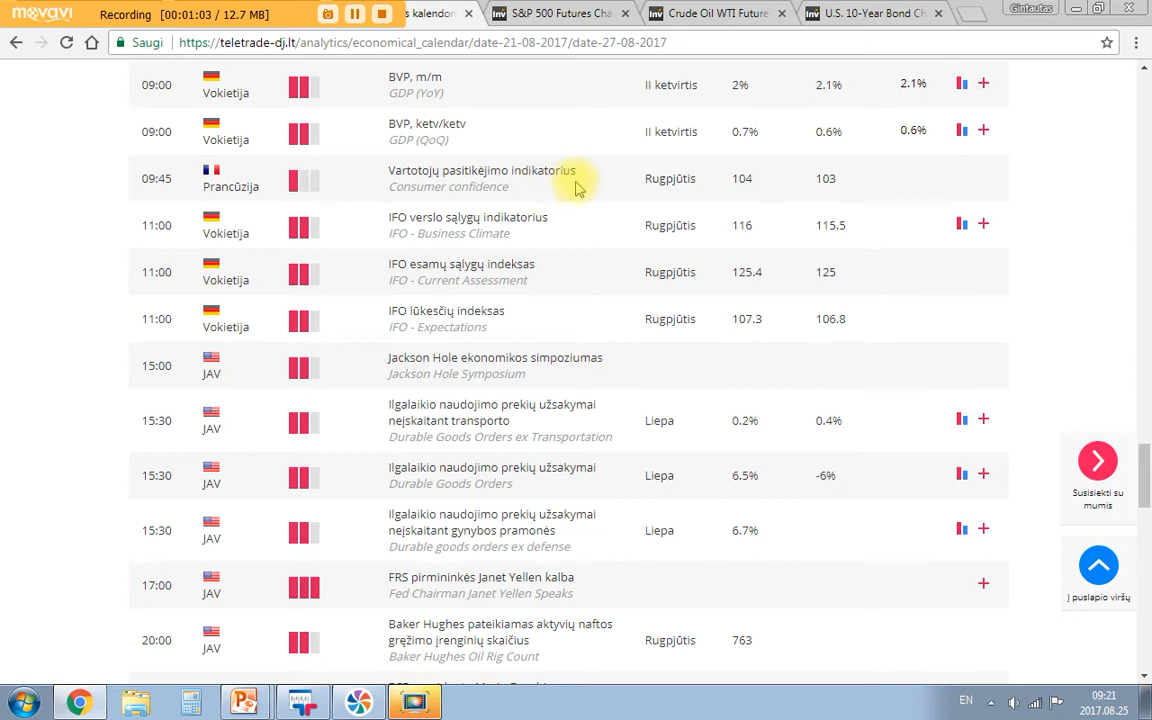 movavi
Recording [00:01:03 / 12.7 MB]
s kalendori
S&P 500 Futures Cha
Crude Oil WTI Future
U.S. 10-Year Bond Ch
Gintautas
Saugi
https://teletrade-dj.lt/analytics/economical_calendar/date-21-08-2017/date-27-08-2017
09:00 Vokietija BVP, m/m II ketvirtis 2% 2.1% 2.1%
GDP (YoY)
09:00 Vokietija BVP, ketv/ketv II ketvirtis 0.7% 0.6% 0.6%
GDP (QoQ)
09:45 Prancūzija Vartotojų pasitikėjimo indikatorius Rugpjūtis 104 103
Consumer confidence
11:00 Vokietija IFO verslo sąlygų indikatorius Rugpjūtis 116 115.5
IFO - Business Climate
11:00 Vokietija IFO esamų sąlygų indeksas Rugpjūtis 125.4 125
IFO - Current Assessment
11:00 Vokietija IFO lūkesčių indeksas Rugpjūtis 107.3 106.8
IFO - Expectations
15:00 JAV Jackson Hole ekonomikos simpoziumas
Jackson Hole Symposium
15:30 JAV Ilgalaikio naudojimo prekių užsakymai
neįskaitant transporto Liepa 0.2% 0.4%
Durable Goods Orders ex Transportation
15:30 JAV Ilgalaikio naudojimo prekių užsakymai Liepa 6.5% -6%
Durable Goods Orders
15:30 JAV Ilgalaikio naudojimo prekių užsakymai
neįskaitant gynybos pramonės Liepa 6.7%
Durable goods orders ex defense
17:00 JAV FRS pirmininkės Janet Yellen kalba
Fed Chairman Janet Yellen Speaks
20:00 JAV Baker Hughes pateikiamas aktyvių naftos
gręžimo įrenginių skaičius Rugpjūtis 763
Baker Hughes Oil Rig Count
Susisiekti su
mumis
Į puslapio viršų
EN
09:21
2017.08.25